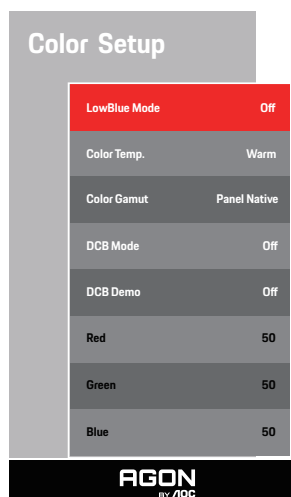 Color Setup
LowBlue Mode Off
Color Temp. Warm
Color Gamut Panel Native
DCB Mode Off
DCB Demo Off
Red 50
Green 50
Blue 50
AGON
BY AOC